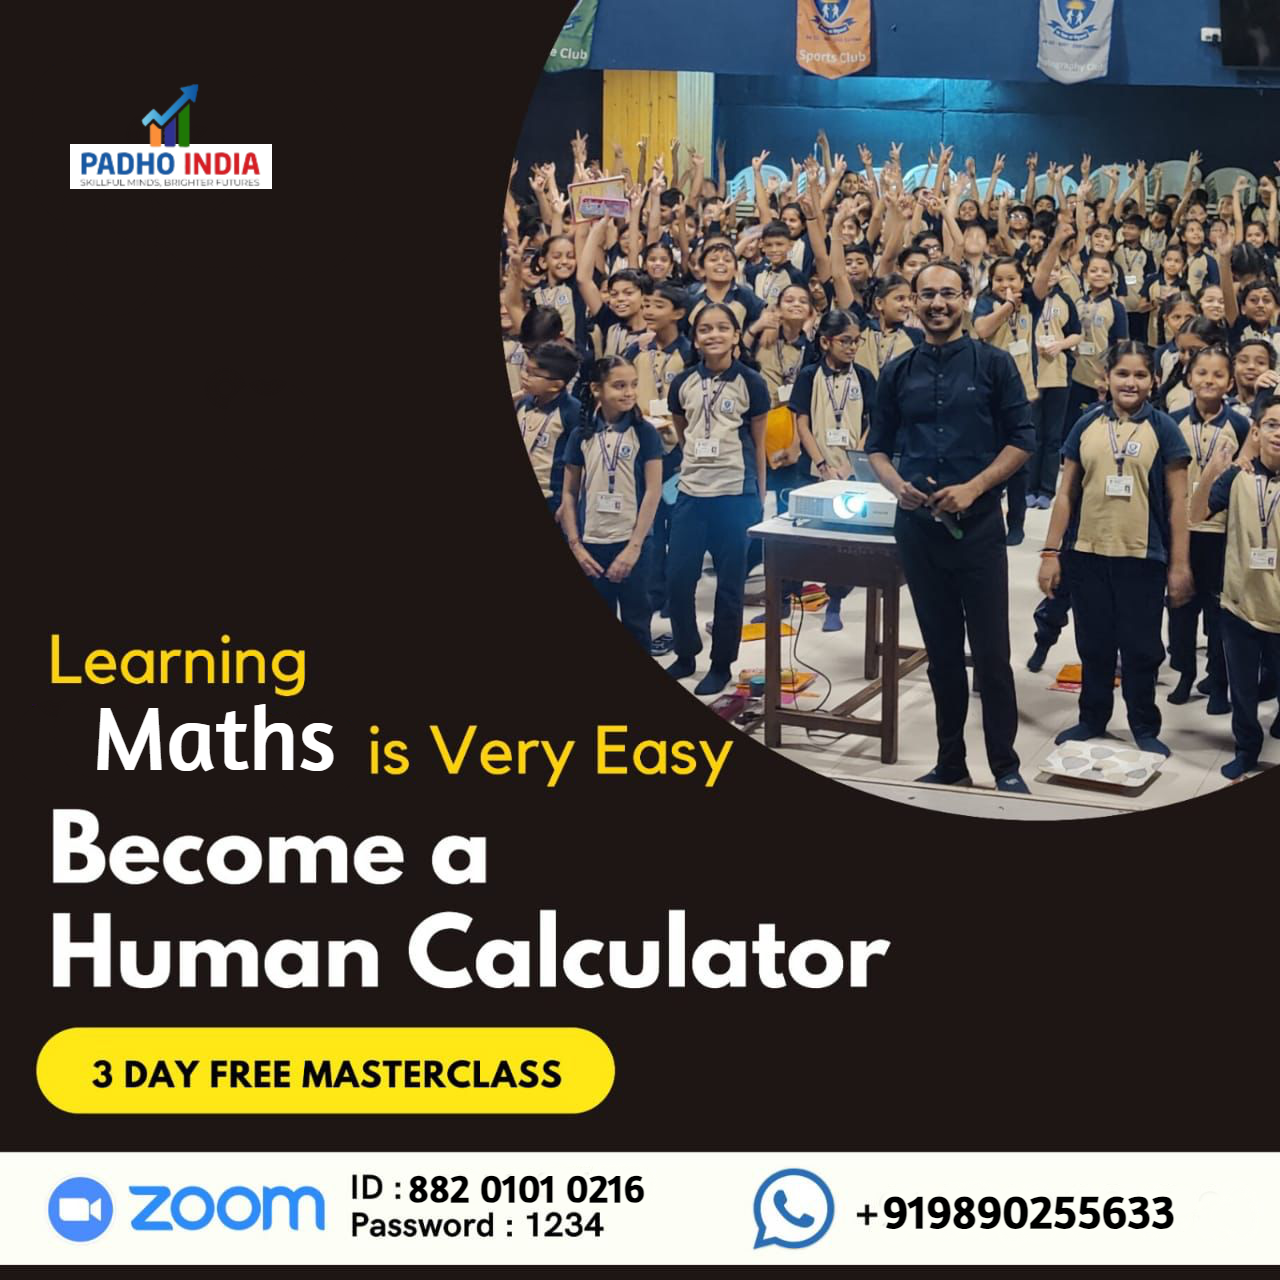 e Club
Sports Club
PADHO INDIA
SKILLFUL MINDS, BRIGHTER FUTURES
Learning
Maths is Very Easy
Become a
Human Calculator
3 DAY FREE MASTERCLASS
zoom
ID : 882 0101 0216
Password : 1234
+919890255633